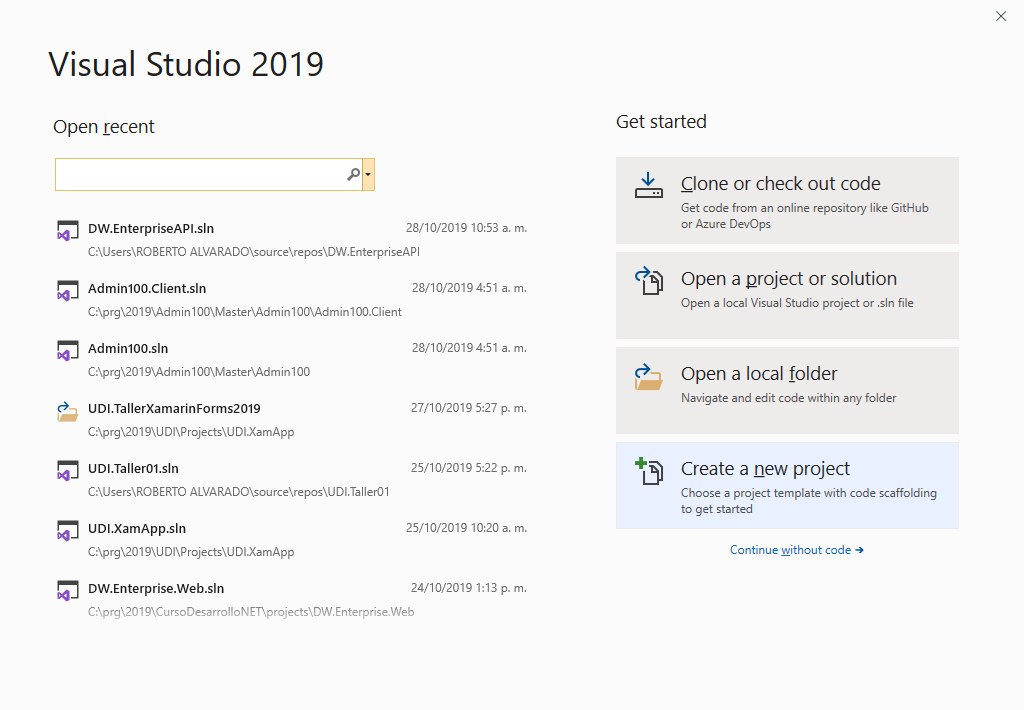 Visual Studio 2019
Open recent
DW.EnterpriseAPI.sln 28/10/2019 10:53 a. m.
C:\Users\ROBERTO ALVARADO\source\repos\DW.EnterpriseAPI
Admin100.Client.sln 28/10/2019 4:51 a. m.
C:\prg\2019\Admin100\Master\Admin100\Admin100.Client
Admin100.sln 28/10/2019 4:51 a. m.
C:\prg\2019\Admin100\Master\Admin100
UDI.TallerXamarinForms2019 27/10/2019 5:27 p. m.
C:\prg\2019\UDI\Projects\UDI.XamApp
UDI.Taller01.sln 25/10/2019 5:22 p. m.
C:\Users\ROBERTO ALVARADO\source\repos\UDI.Taller01
UDI.XamApp.sln 25/10/2019 10:20 a. m.
C:\prg\2019\UDI\Projects\UDI.XamApp
DW.Enterprise.Web.sln 24/10/2019 1:13 p. m.
C:\prg\2019\CursoDesarrolloNET\projects\DW.Enterprise.Web
Get started
Clone or check out code
Get code from an online repository like GitHub
or Azure DevOps
Open a project or solution
Open a local Visual Studio project or .sln file
Open a local folder
Navigate and edit code within any folder
Create a new project
Choose a project template with code scaffolding
to get started
Continue without code →